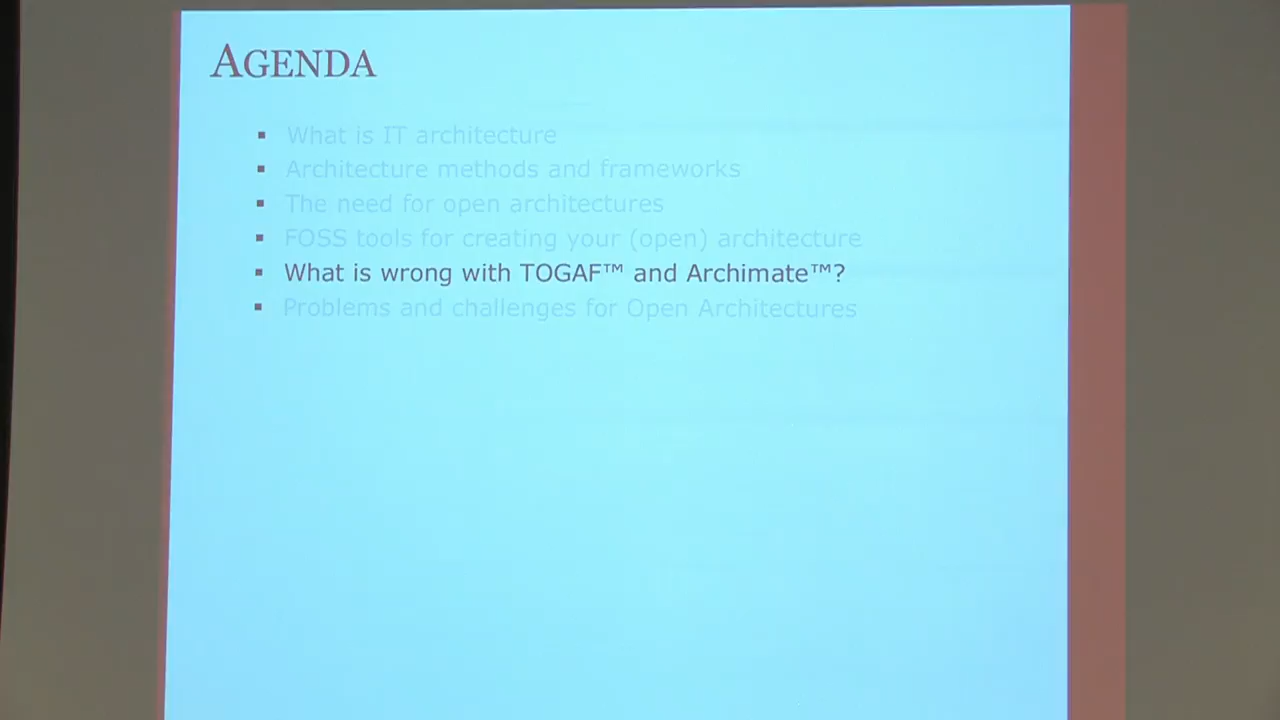 AGENDA
▪ What is IT architecture
▪ Architecture methods and frameworks
▪ The need for open architectures
▪ FOSS tools for creating your (open) architecture
▪ What is wrong with TOGAF™ and Archimate™?
▪ Problems and challenges for Open Architectures